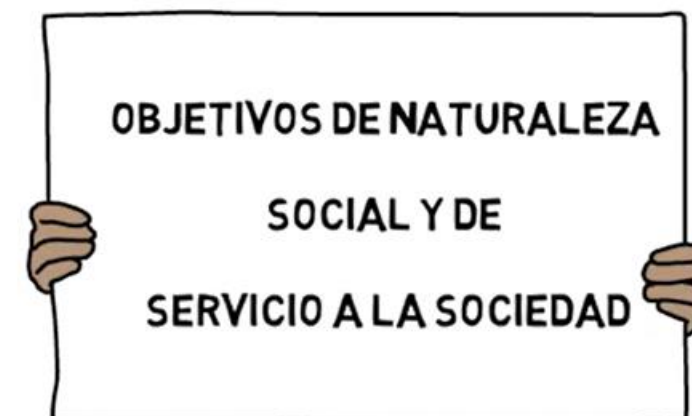 OBJETIVOS DE NATURALEZA
SOCIAL Y DE
SERVICIO A LA SOCIEDAD